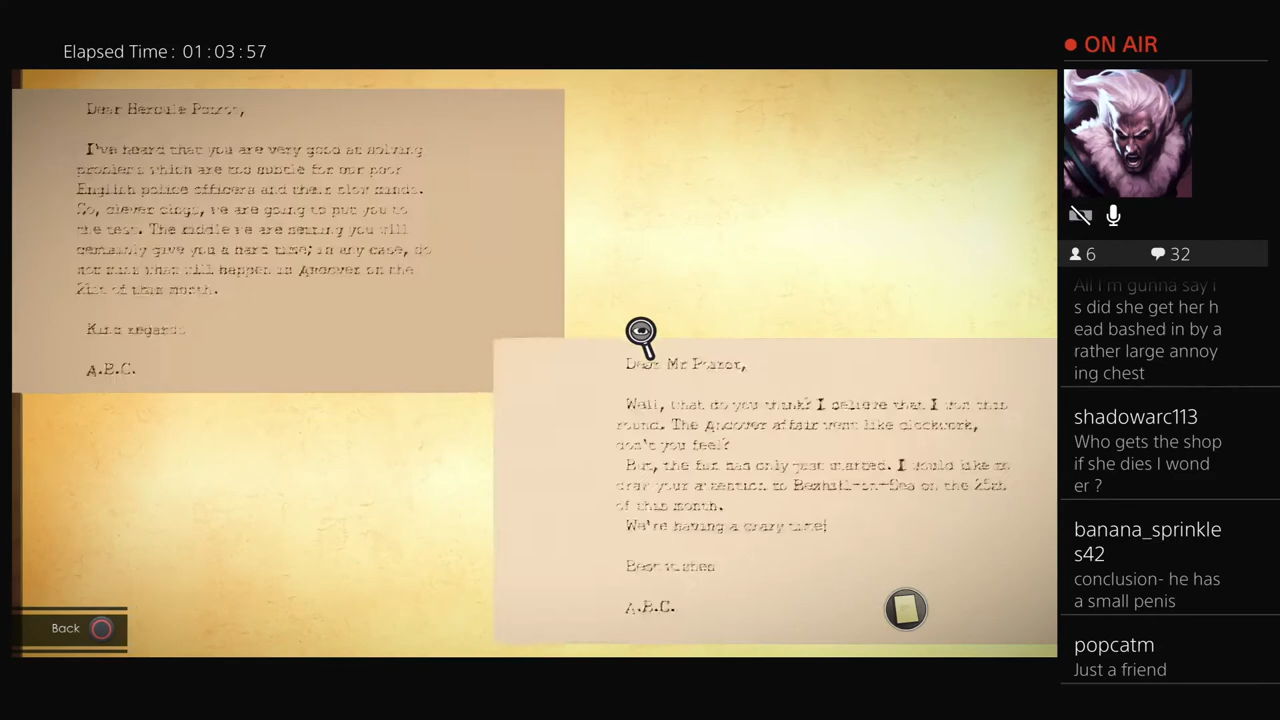 Elapsed Time: 01:03:57
Dear Hercule Poirot,
I've heard that you are very good at solving
problems which are too subtle for our poor
English police officers and their slow minds.
So, clever clogs, we are going to put you to
the test. The riddle we are setting you will
certainly give you a hard time; in any case, do
not miss what will happen in Andover on the
21st of this month.
Kind regards
A.B.C.
Dear Mr Poirot,
Well, what do you think? I believe that I won this
round. The Andover affair went like clockwork,
don't you feel?
But, the fun has only just started. I would like to
draw your attention to Bexhill-on-Sea on the 25th
of this month.
We're having a crazy time!
Best wishes
A.B.C.
Back
ON AIR
6 32
All I'm gunna say i
s did she get her h
ead bashed in by a
rather large annoy
ing chest
shadowarc113
Who gets the shop
if she dies I wond
er ?
banana_sprinkle
s42
conclusion- he has
a small penis
popcatm
Just a friend